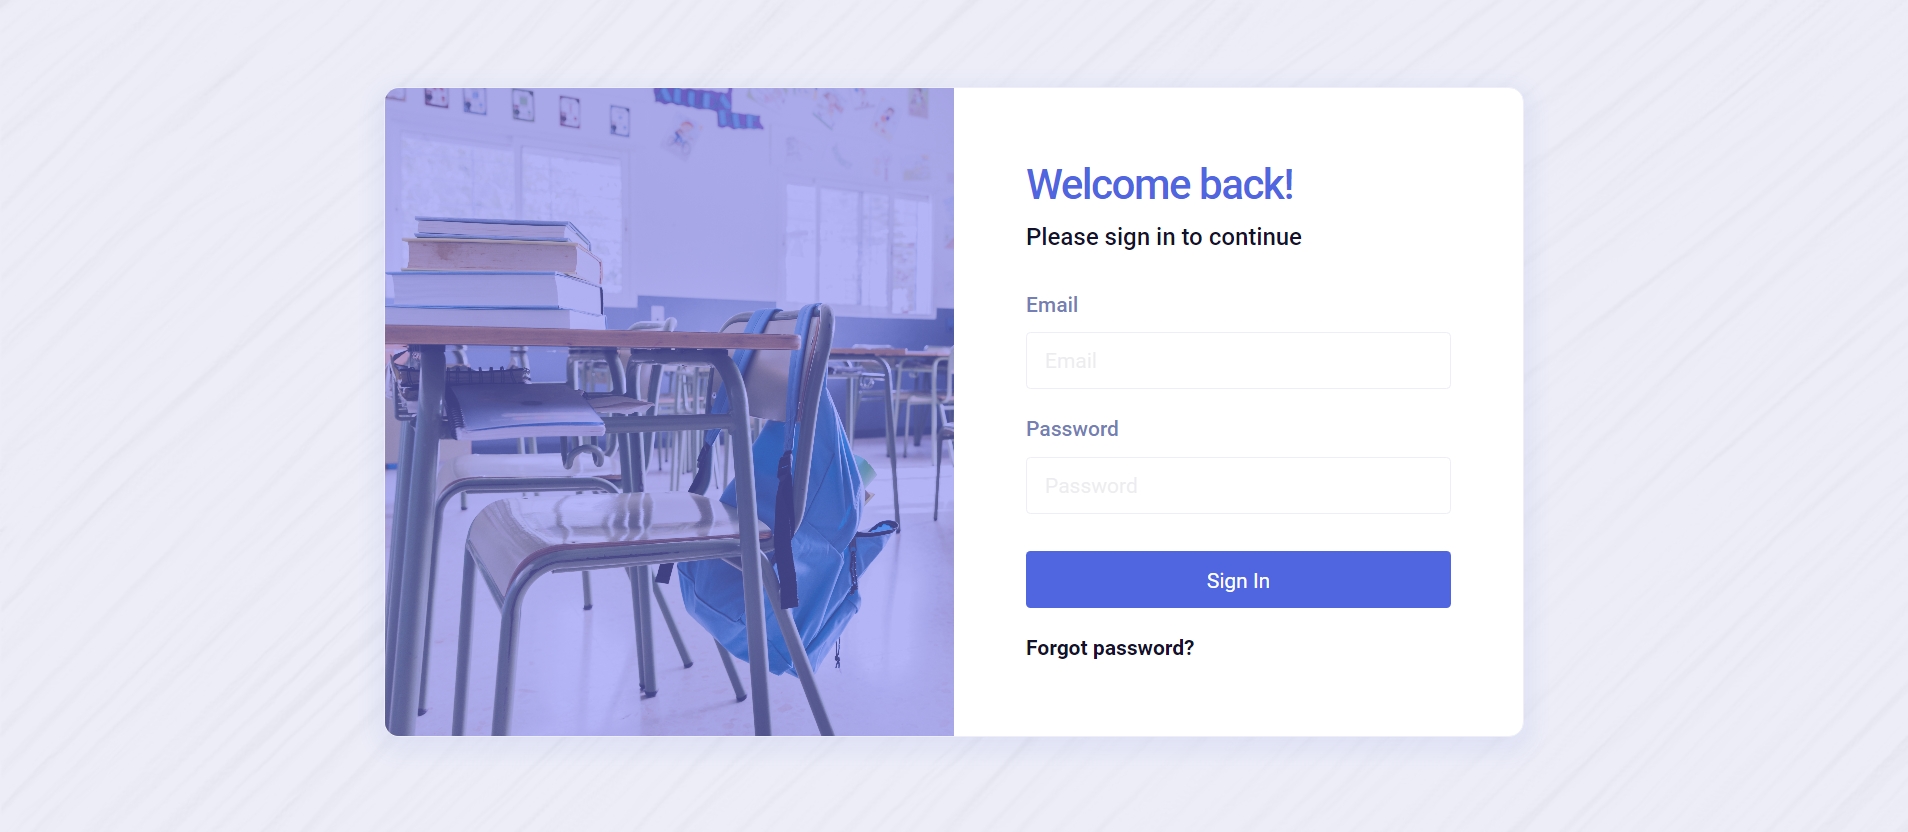 Welcome back!
Please sign in to continue
Email
Email
Password
Password
Sign In
Forgot password?